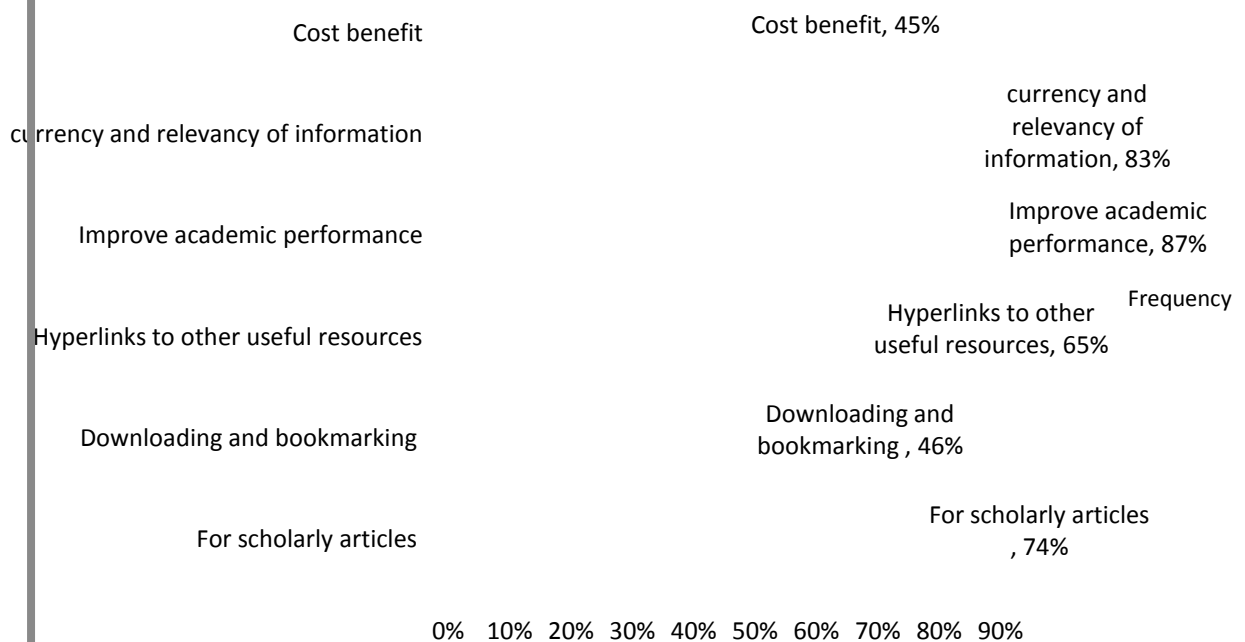 Cost benefit
Cost benefit, 45%
currency and relevancy of information
currency and
relevancy of
information, 83%
Improve academic performance
Improve academic
performance, 87%
Frequency
Hyperlinks to other useful resources
Hyperlinks to other
useful resources, 65%
Downloading and bookmarking
Downloading and
bookmarking , 46%
For scholarly articles
For scholarly articles
, 74%
0% 10% 20% 30% 40% 50% 60% 70% 80% 90%